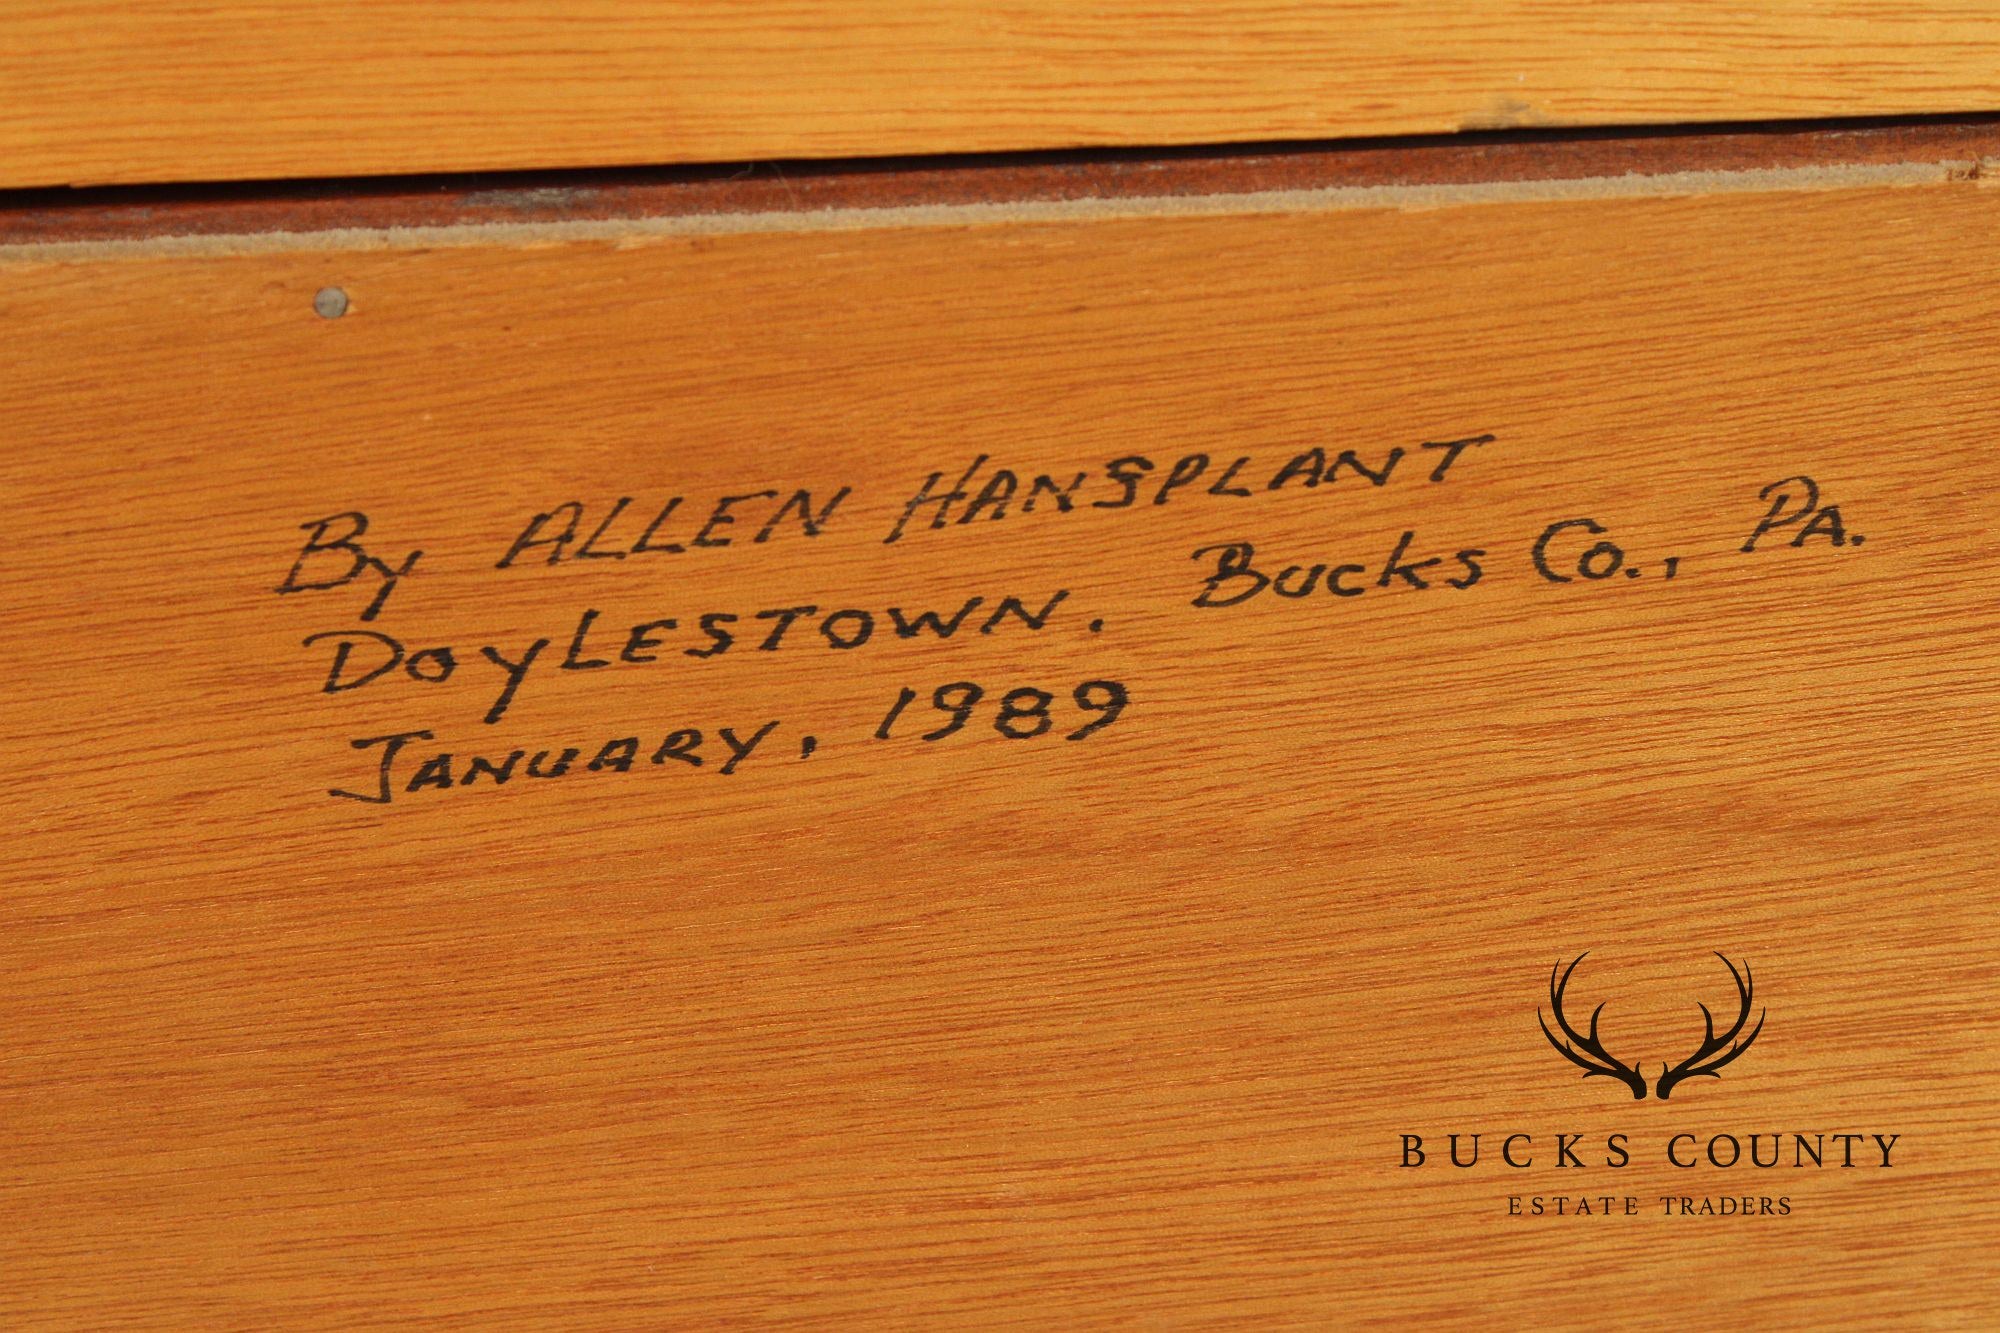 By ALLEN HANSPLANT
DOYLESTOWN. Bucks Co., PA.
JANUARY, 1989
BUCKS COUNTY
ESTATE TRADERS